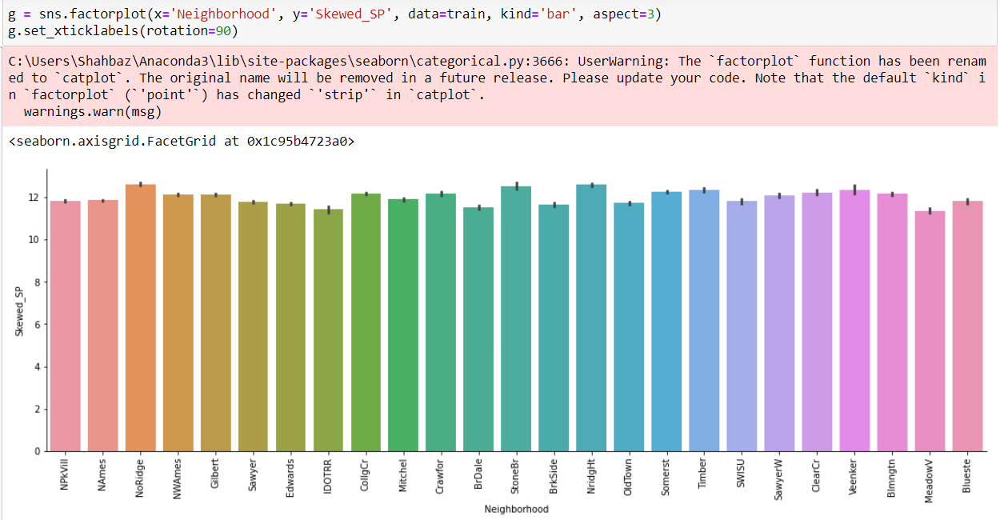 g = sns.factorplot(x='Neighborhood', y='Skewed_SP', data=train, kind='bar', aspect=3)
g.set_xticklabels(rotation=90)
C:\Users\Shahbaz\Anaconda3\lib\site-packages\seaborn\categorical.py:3666: UserWarning: The `factorplot` function has been renam
ed to `catplot`. The original name will be removed in a future release. Please update your code. Note that the default `kind` i
n `factorplot` (`'point'`) has changed `'strip'` in `catplot`.
warnings.warn(msg)
<seaborn.axisgrid.FacetGrid at 0x1c95b4723a0>
12
10
8
6
4
2
0
Skewed_SP
NPkVill
NAmes
NoRidge
NWAmes
Gilbert
Sawyer
Edwards
IDOTRR
CollgCr
Mitchel
Crawfor
BrDale
StoneBr
BrkSide
NridgHt
OldTown
Somerst
Timber
SWISU
SawyerW
ClearCr
Veenker
Blmngtn
MeadowV
Blueste
Neighborhood